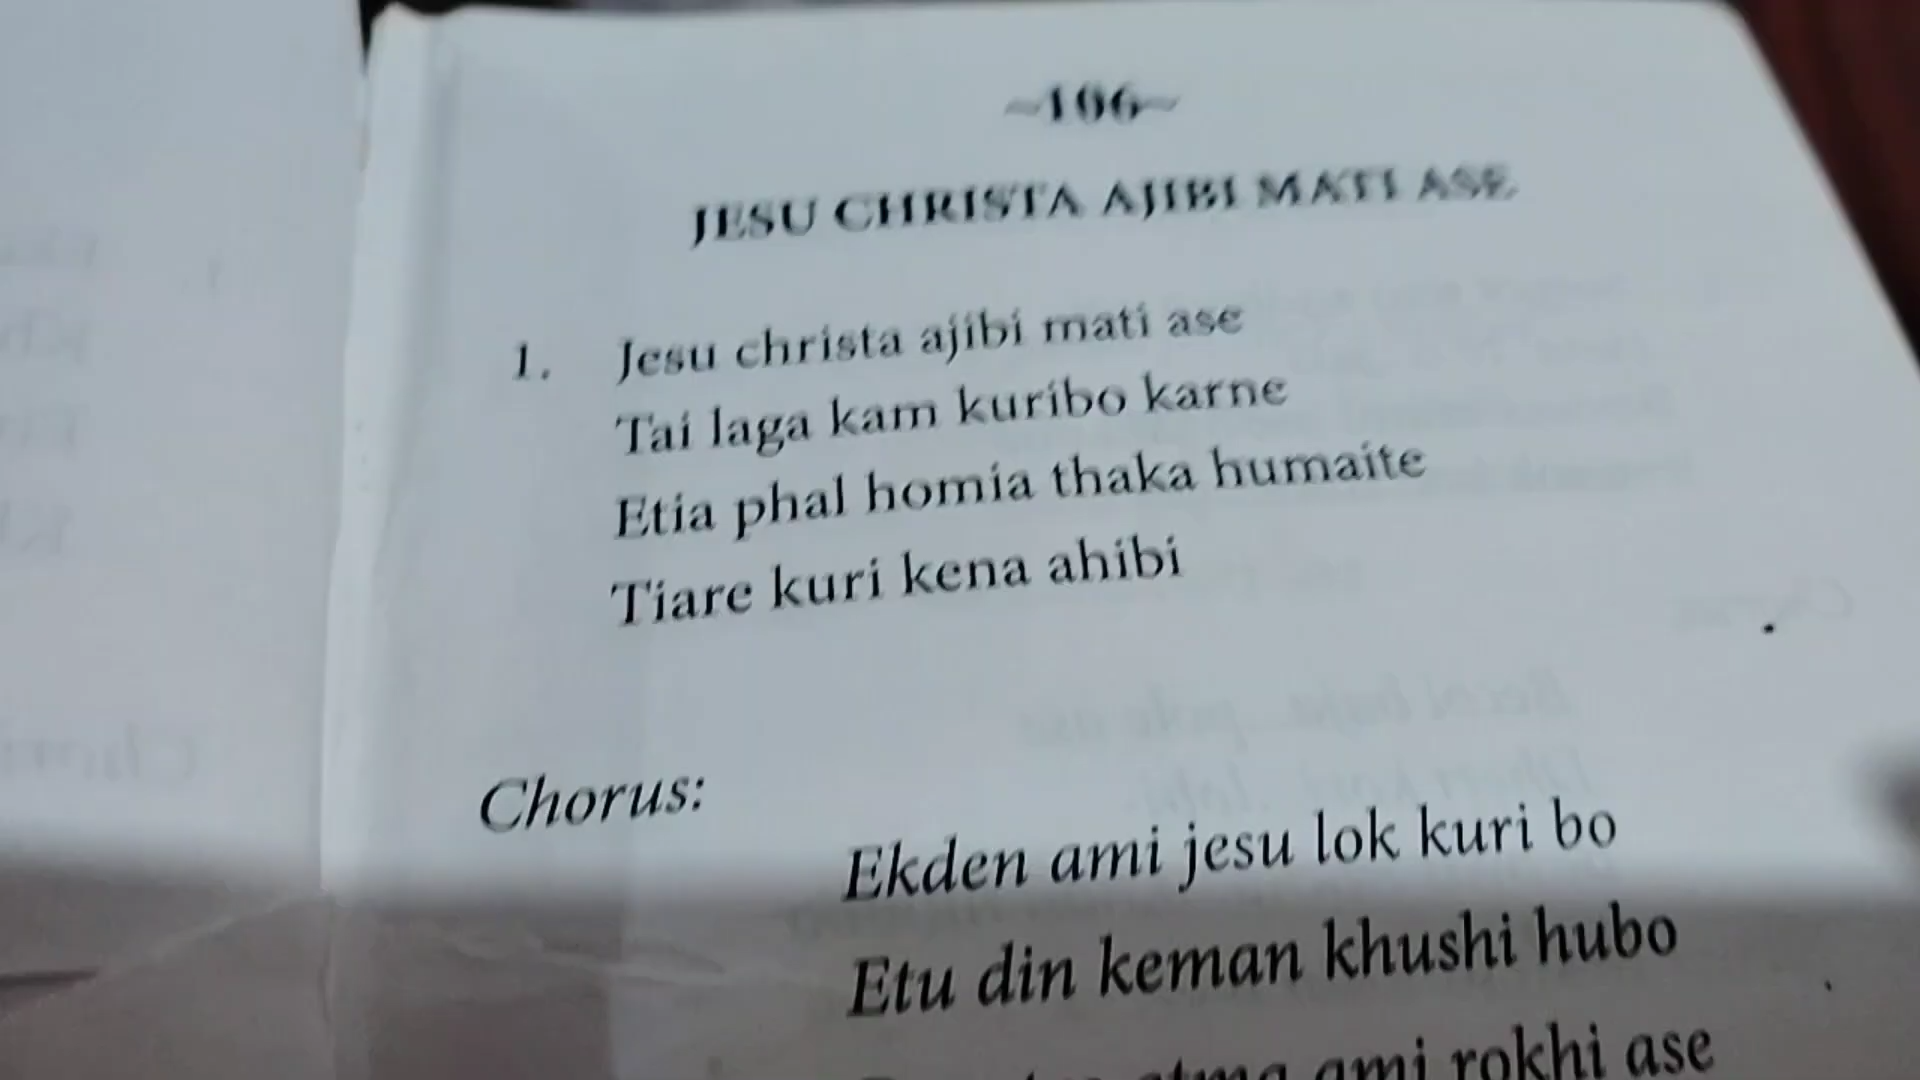 ~106~
JESU CHRISTA AJIBI MATI ASE
1. Jesu christa ajibi mati ase
Tai laga kam kuribo karne
Etia phal homia thaka humaite
Tiare kuri kena ahibi
Chorus:
Ekden ami jesu lok kuri bo
Etu din keman khushi hubo
atma ami rokhi ase